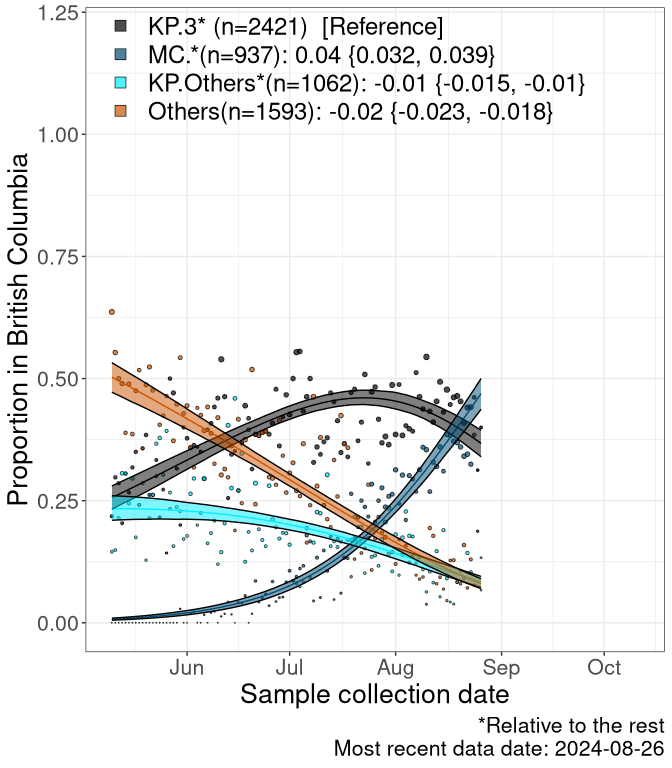 KP.3* (n=2421)  [Reference]
MC.*(n=937): 0.04 {0.032, 0.039}
KP.Others*(n=1062): -0.01 {-0.015, -0.01}
Others(n=1593): -0.02 {-0.023, -0.018}
Proportion in British Columbia
1.25
1.00
0.75
0.50
0.25
0.00
Jun Jul Aug Sep Oct
Sample collection date
*Relative to the rest
Most recent data date: 2024-08-26